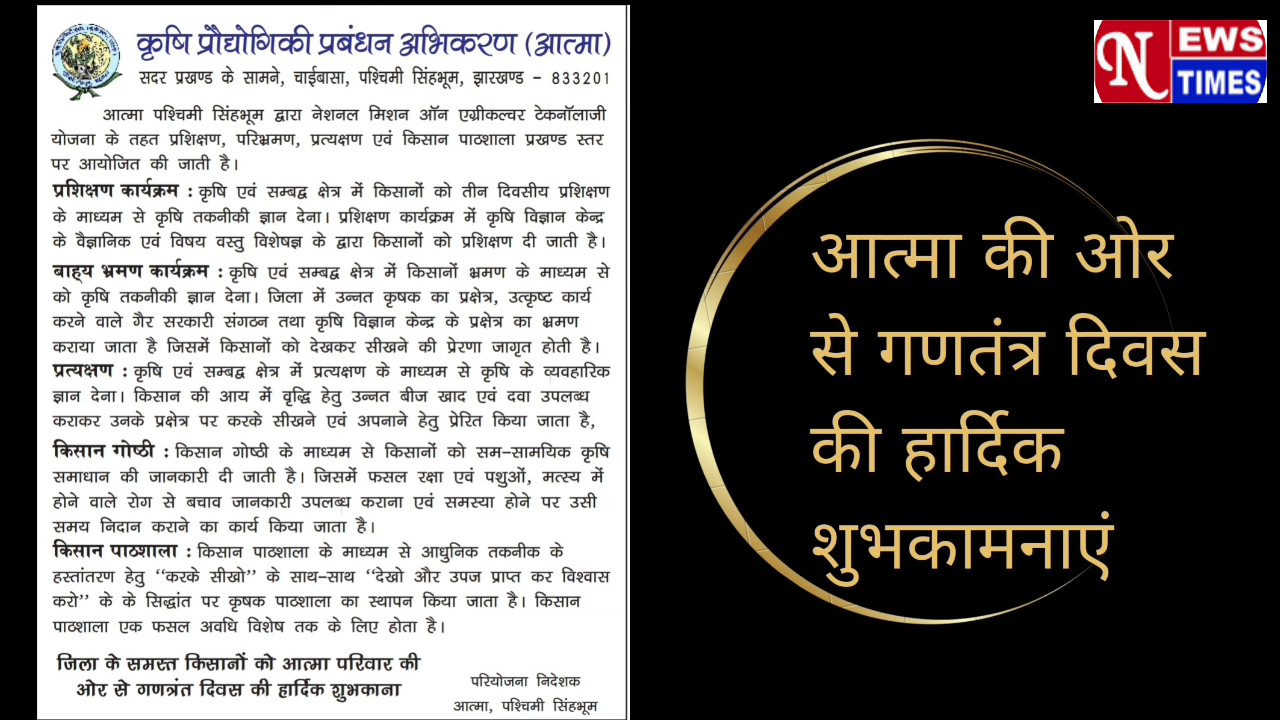 कृषि प्रौद्योगिकी प्रबंधन अभिकरण (आत्मा)
सदर प्रखण्ड के सामने, चाईबासा, पश्चिमी सिंहभूम, झारखण्ड - 833201
आत्मा पश्चिमी सिंहभूम द्वारा नेशनल मिशन ऑन एग्रीकल्चर टेकनॉलाजी
योजना के तहत प्रशिक्षण, परिभ्रमण, प्रत्यक्षण एवं किसान पाठशाला प्रखण्ड स्तर
पर आयोजित की जाती है।
प्रशिक्षण कार्यक्रम : कृषि एवं सम्बद्व क्षेत्र में किसानों को तीन दिवसीय प्रशिक्षण
के माध्यम से कृषि तकनीकी ज्ञान देना। प्रशिक्षण कार्यक्रम में कृषि विज्ञान केन्द्र
के वैज्ञानिक एवं विषय वस्तु विशेषज्ञ के द्वारा किसानों को प्रशिक्षण दी जाती है।
बाह्य भ्रमण कार्यक्रम : कृषि एवं सम्बद्व क्षेत्र में किसानों भ्रमण के माध्यम से
को कृषि तकनीकी ज्ञान देना। जिला में उन्नत कृषक का प्रक्षेत्र, उत्कृष्ट कार्य
करने वाले गैर सरकारी संगठन तथा कृषि विज्ञान केन्द्र के प्रक्षेत्र का भ्रमण
कराया जाता है जिसमें किसानों को देखकर सीखने की प्रेरणा जागृत होती है।
प्रत्यक्षण : कृषि एवं सम्बद्व क्षेत्र में प्रत्यक्षण के माध्यम से कृषि के व्यवहारिक
ज्ञान देना। किसान की आय में वृद्धि हेतु उन्नत बीज खाद एवं दवा उपलब्ध
कराकर उनके प्रक्षेत्र पर करके सीखने एवं अपनाने हेतु प्रेरित किया जाता है,
किसान गोष्ठी : किसान गोष्ठी के माध्यम से किसानों को सम-सामयिक कृषि
समाधान की जानकारी दी जाती है। जिसमें फसल रक्षा एवं पशुओं, मत्स्य में
होने वाले रोग से बचाव जानकारी उपलब्ध कराना एवं समस्या होने पर उसी
समय निदान कराने का कार्य किया जाता है।
किसान पाठशाला : किसान पाठशाला के माध्यम से आधुनिक तकनीक के
हस्तांतरण हेतु “करके सीखो” के साथ-साथ “देखो और उपज प्राप्त कर विश्वास
करो” के के सिद्धांत पर कृषक पाठशाला का स्थापन किया जाता है। किसान
पाठशाला एक फसल अवधि विशेष तक के लिए होता है।
जिला के समस्त किसानों को आत्मा परिवार की
ओर से गणत्रंत दिवस की हार्दिक शुभकाना
परियोजना निदेशक
आत्मा, पश्चिमी सिंहभूम
NEWS
TIMES
आत्मा की ओर
से गणतंत्र दिवस
की हार्दिक
शुभकामनाएं